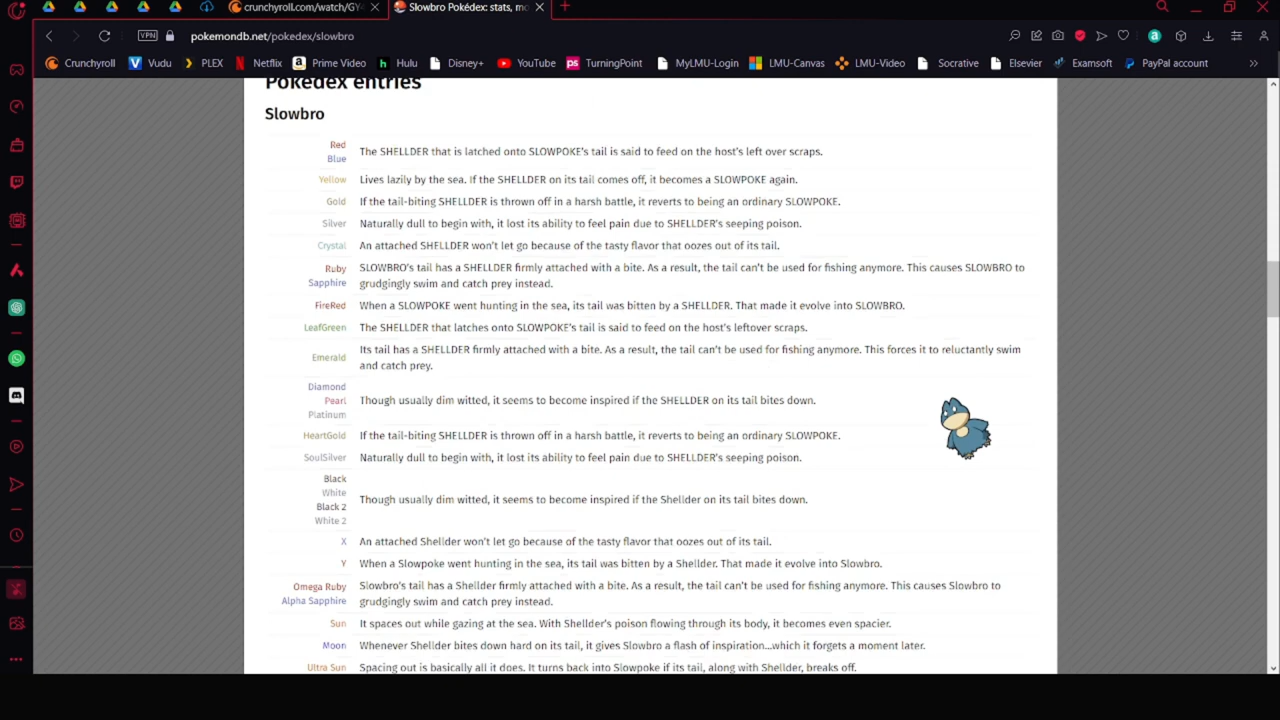 crunchyroll.com/watch/GY
Slowbro Pokédex: stats, mo
VPN
pokemondb.net/pokedex/slowbro
Crunchyroll Vudu PLEX Netflix Prime Video Hulu Disney+ YouTube TurningPoint MyLMU-Login LMU-Canvas LMU-Video Socrative Elsevier Examsoft PayPal account
Pokédex entries
Slowbro
Red
Blue
The SHELLDER that is latched onto SLOWPOKE's tail is said to feed on the host's left over scraps.
Yellow Lives lazily by the sea. If the SHELLDER on its tail comes off, it becomes a SLOWPOKE again.
Gold If the tail-biting SHELLDER is thrown off in a harsh battle, it reverts to being an ordinary SLOWPOKE.
Silver Naturally dull to begin with, it lost its ability to feel pain due to SHELLDER's seeping poison.
Crystal An attached SHELLDER won't let go because of the tasty flavor that oozes out of its tail.
Ruby
Sapphire
SLOWBRO's tail has a SHELLDER firmly attached with a bite. As a result, the tail can't be used for fishing anymore. This causes SLOWBRO to
grudgingly swim and catch prey instead.
FireRed When a SLOWPOKE went hunting in the sea, its tail was bitten by a SHELLDER. That made it evolve into SLOWBRO.
LeafGreen The SHELLDER that latches onto SLOWPOKE's tail is said to feed on the host's leftover scraps.
Emerald
Its tail has a SHELLDER firmly attached with a bite. As a result, the tail can't be used for fishing anymore. This forces it to reluctantly swim
and catch prey.
Diamond
Pearl
Platinum
Though usually dim witted, it seems to become inspired if the SHELLDER on its tail bites down.
HeartGold If the tail-biting SHELLDER is thrown off in a harsh battle, it reverts to being an ordinary SLOWPOKE.
SoulSilver Naturally dull to begin with, it lost its ability to feel pain due to SHELLDER's seeping poison.
Black
White
Black 2
White 2
Though usually dim witted, it seems to become inspired if the Shellder on its tail bites down.
X An attached Shellder won't let go because of the tasty flavor that oozes out of its tail.
Y When a Slowpoke went hunting in the sea, its tail was bitten by a Shellder. That made it evolve into Slowbro.
Omega Ruby
Alpha Sapphire
Slowbro's tail has a Shellder firmly attached with a bite. As a result, the tail can't be used for fishing anymore. This causes Slowbro to
grudgingly swim and catch prey instead.
Sun It spaces out while gazing at the sea. With Shellder's poison flowing through its body, it becomes even spacier.
Moon Whenever Shellder bites down hard on its tail, it gives Slowbro a flash of inspiration...which it forgets a moment later.
Ultra Sun Spacing out is basically all it does. It turns back into Slowpoke if its tail, along with Shellder, breaks off.